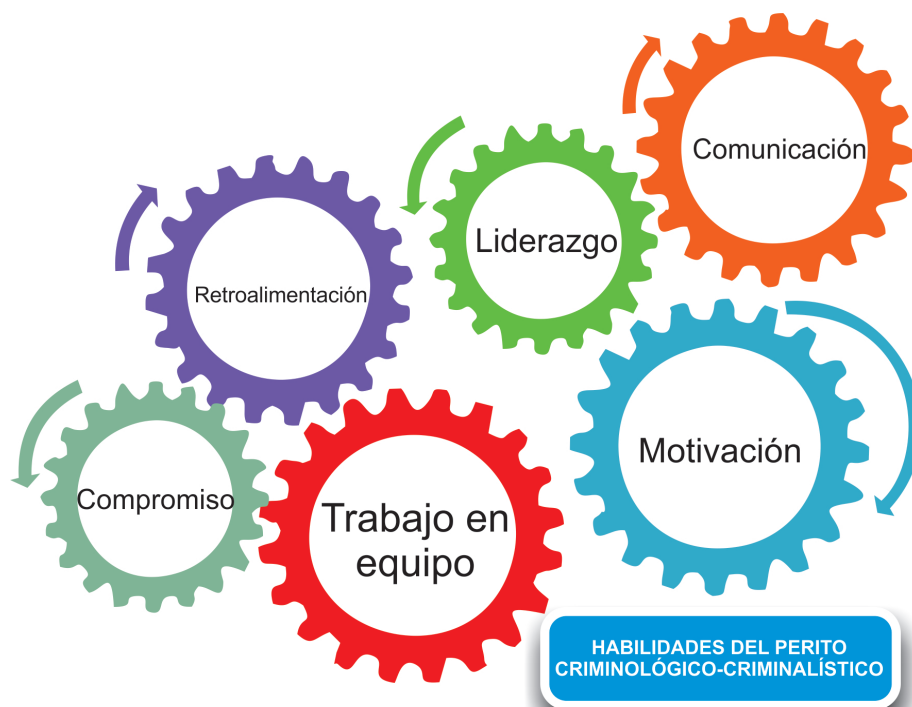 Comunicación
Liderazgo
Retroalimentación
Motivación
Compromiso
Trabajo en
equipo
HABILIDADES DEL PERITO
CRIMINOLÓGICO-CRIMINALÍSTICO